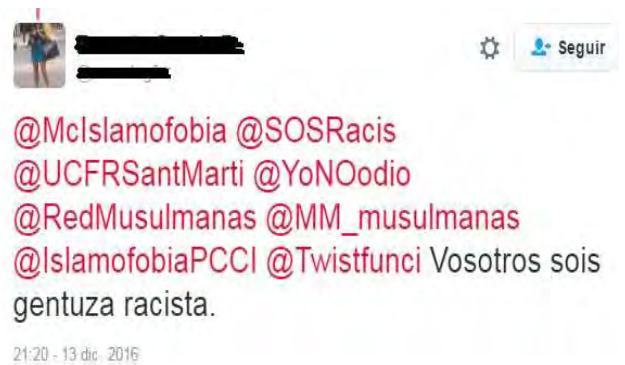 Seguir
@McIslamofobia @SOSRacis
@UCFRSantMarti @YoNOodio
@RedMusulmanas @MM_musulmanas
@IslamofobiaPCCI @Twistfunci Vosotros sois
gentuza racista.
21:20 - 13 dic. 2016